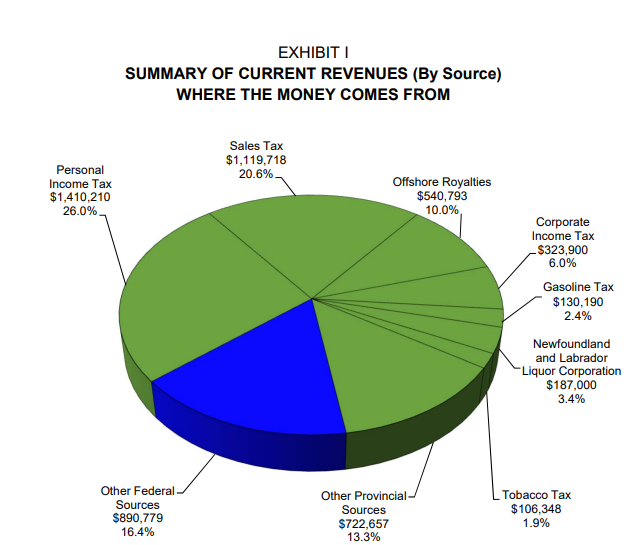 EXHIBIT I
SUMMARY OF CURRENT REVENUES (By Source)
WHERE THE MONEY COMES FROM
Sales Tax
$1,119,718
20.6%
Personal
Income Tax
$1,410,210
26.0%
Offshore Royalties
$540,793
10.0%
Corporate
Income Tax
$323,900
6.0%
Gasoline Tax
$130,190
2.4%
Newfoundland
and Labrador
Liquor Corporation
$187,000
3.4%
Other Federal
Sources
$890,779
16.4%
Other Provincial
Sources
$722,657
13.3%
Tobacco Tax
$106,348
1.9%